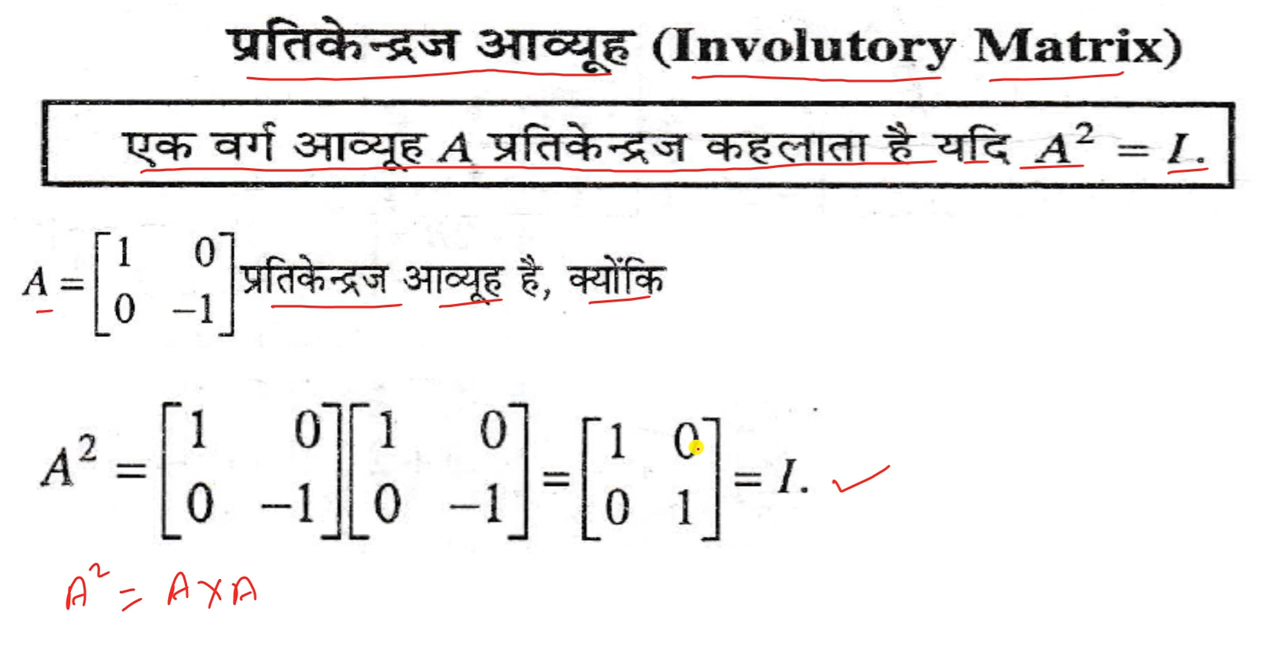 प्रतिकेन्द्रज आव्यूह (Involutory Matrix)
एक वर्ग आव्यूह A प्रतिकेन्द्रज कहलाता है यदि A² = I.
A = [1 0; 0 –1] प्रतिकेन्द्रज आव्यूह है, क्योंकि
A² = [1 0; 0 –1][1 0; 0 –1] = [1 0; 0 1] = I.
A² = A×A